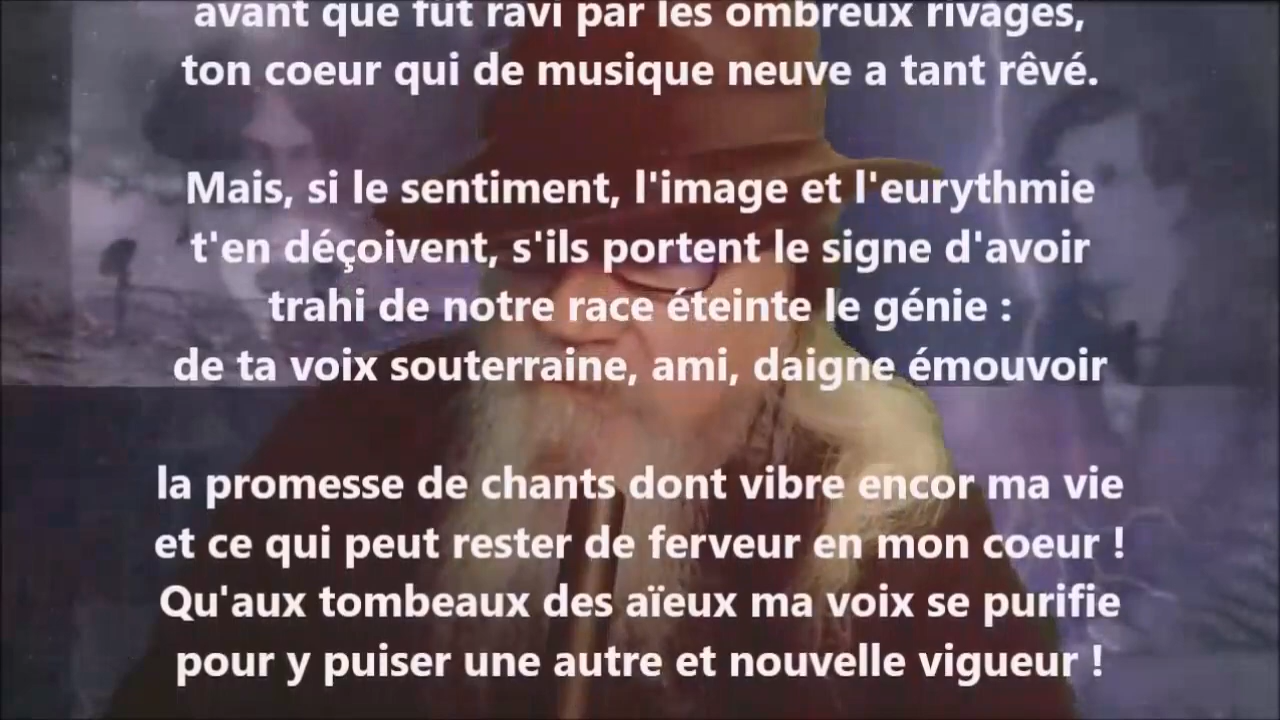 avant que fût ravi par les ombreux rivages,
ton coeur qui de musique neuve a tant rêvé.
Mais, si le sentiment, l'image et l'eurythmie
t'en déçoivent, s'ils portent le signe d'avoir
trahi de notre race éteinte le génie :
de ta voix souterraine, ami, daigne émouvoir
la promesse de chants dont vibre encor ma vie
et ce qui peut rester de ferveur en mon coeur !
Qu'aux tombeaux des aïeux ma voix se purifie
pour y puiser une autre et nouvelle vigueur !